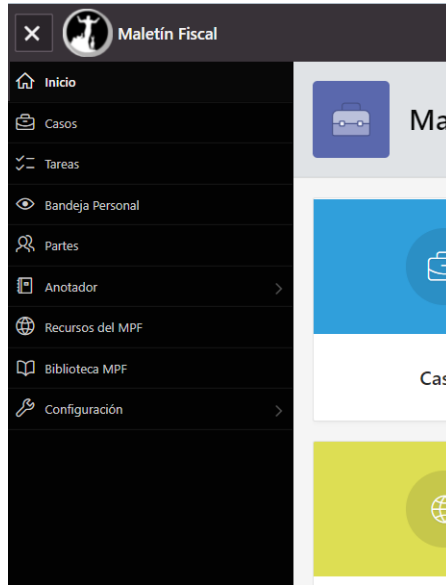 Maletín Fiscal
Inicio
Casos
Tareas
Bandeja Personal
Partes
Anotador
Recursos del MPF
Biblioteca MPF
Configuración
Ma
Cas